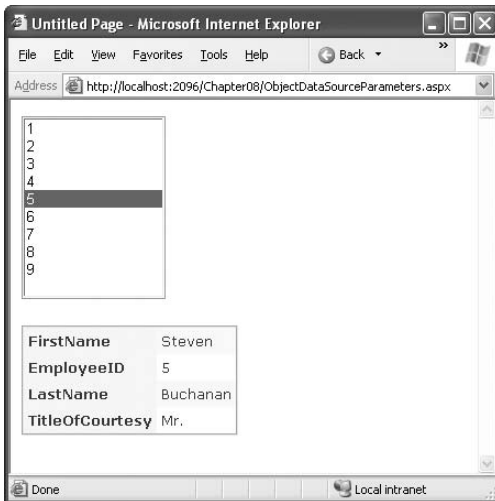 Untitled Page - Microsoft Internet Explorer
File Edit View Favorites Tools Help Back »
Address http://localhost:2096/Chapter08/ObjectDataSourceParameters.aspx
1
2
3
4
5
6
7
8
9
FirstName Steven
EmployeeID 5
LastName Buchanan
TitleOfCourtesy Mr.
Done Local intranet